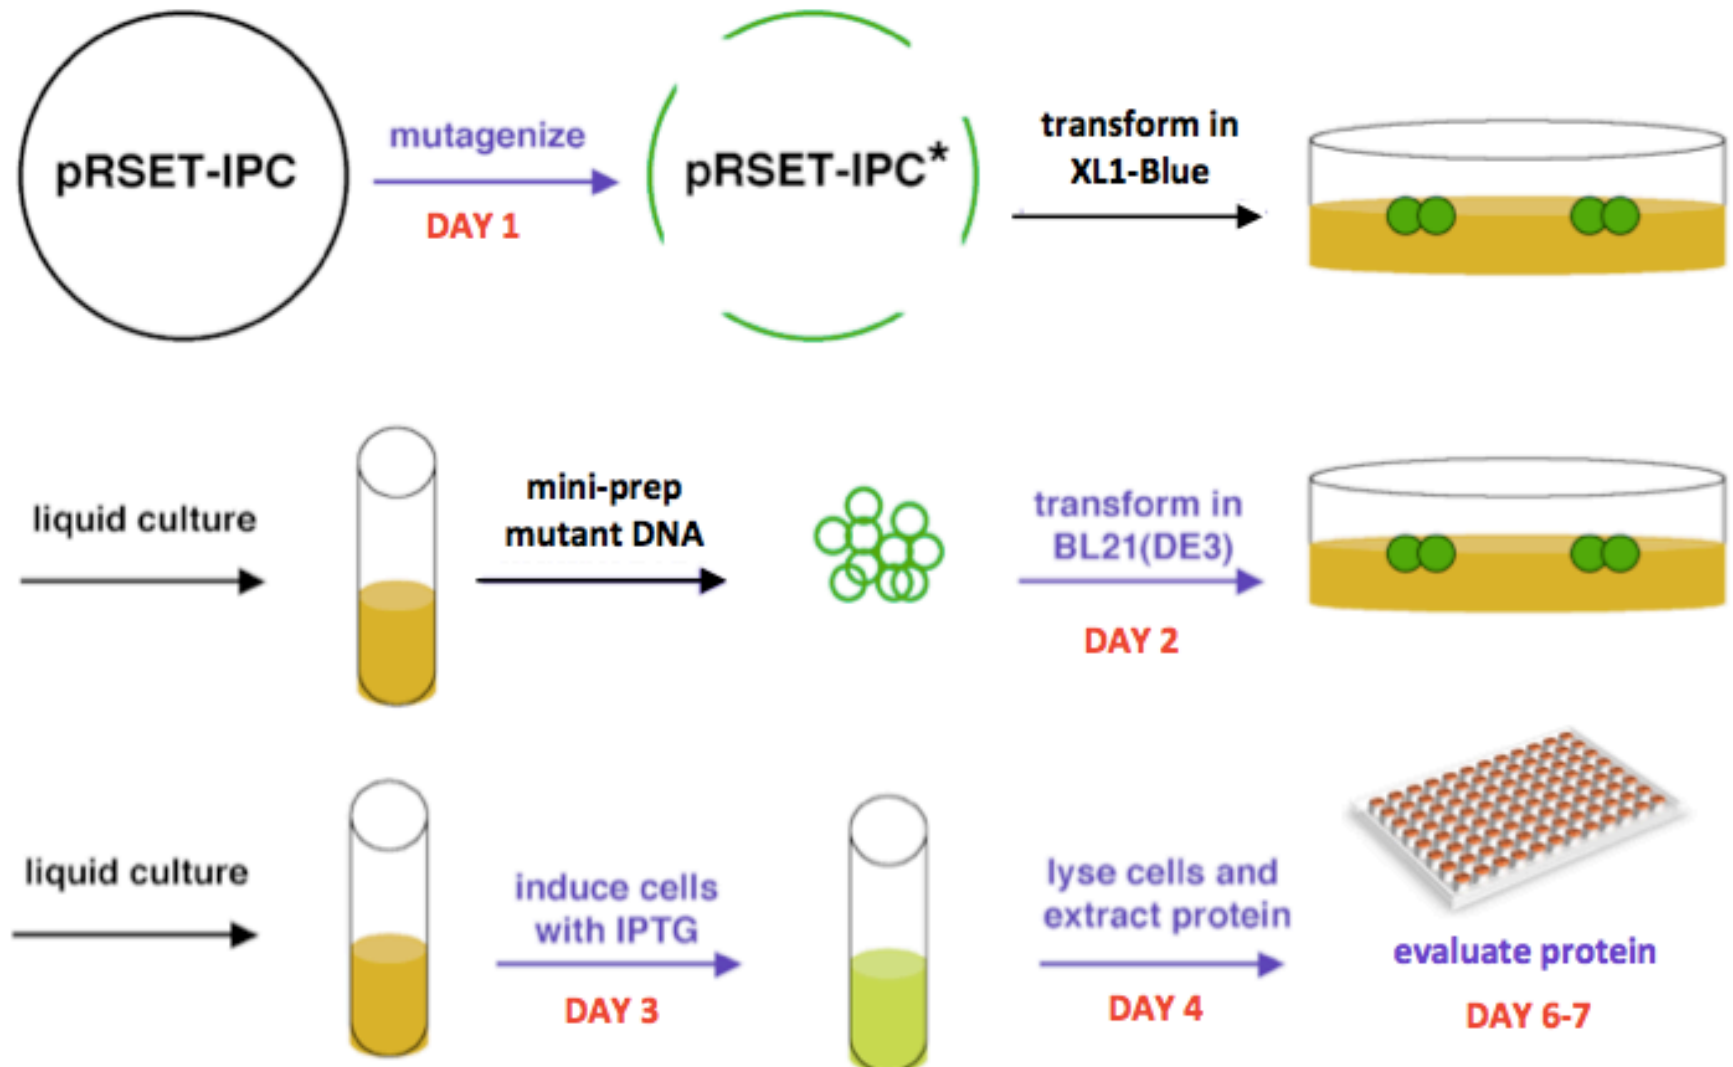 pRSET-IPC
mutagenize
DAY 1
pRSET-IPC*
transform in
XL1-Blue
liquid culture
mini-prep
mutant DNA
transform in
BL21(DE3)
DAY 2
liquid culture
induce cells
with IPTG
DAY 3
lyse cells and
extract protein
DAY 4
evaluate protein
DAY 6-7